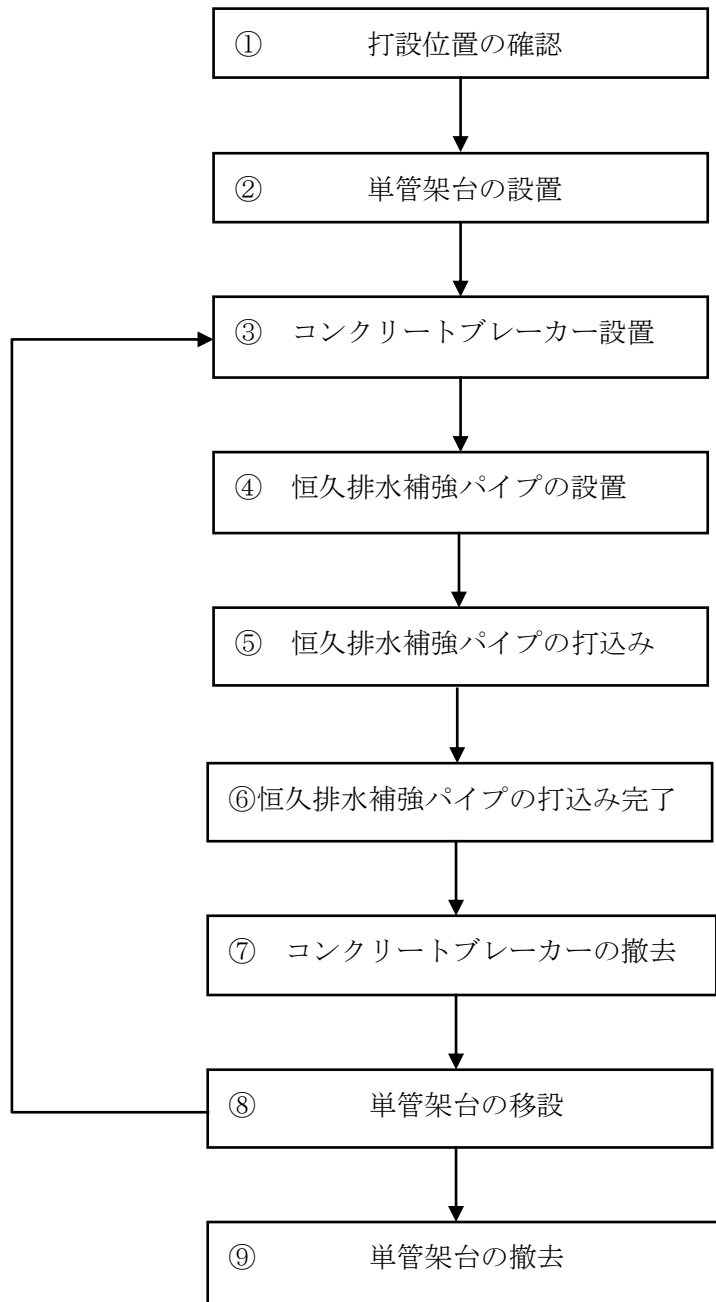 ① 打設位置の確認
② 単管架台の設置
③ コンクリートブレーカー設置
④ 恒久排水補強パイプの設置
⑤ 恒久排水補強パイプの打込み
⑥恒久排水補強パイプの打込み完了
⑦ コンクリートブレーカーの撤去
⑧ 単管架台の移設
⑨ 単管架台の撤去